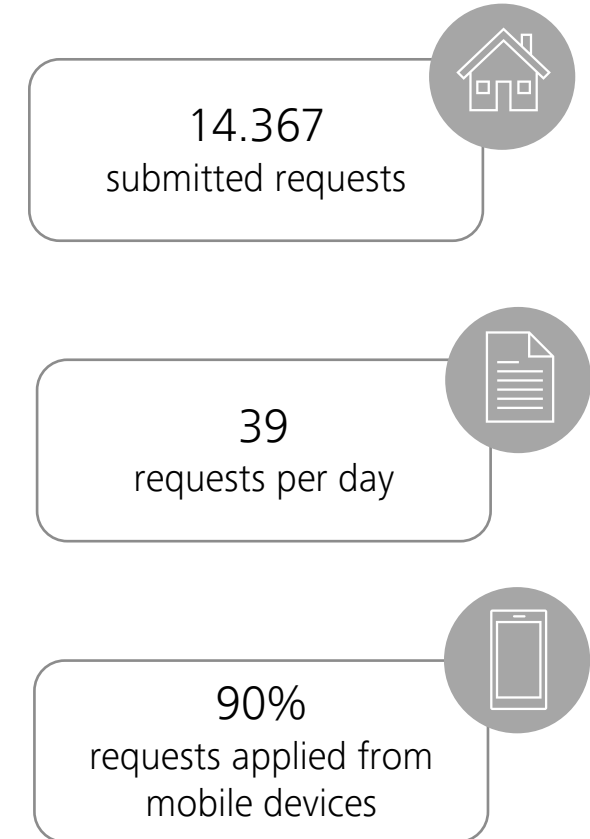 14.367
submitted requests
39
requests per day
90%
requests applied from
mobile devices